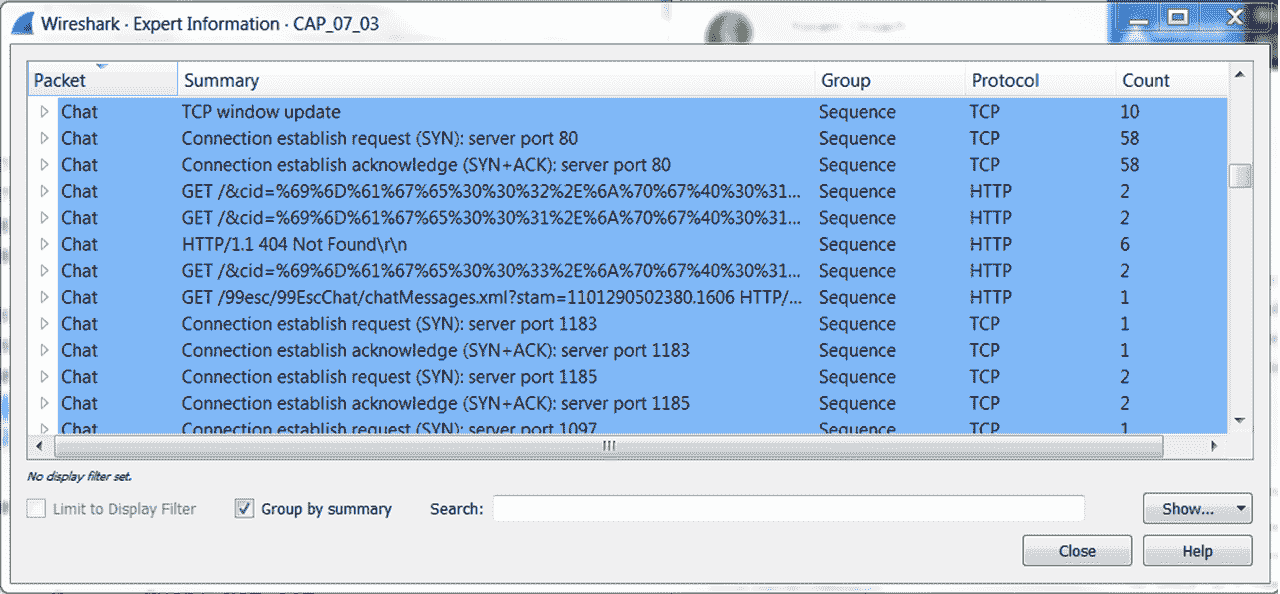 Wireshark · Expert Information · CAP_07_03
Packet Summary Group Protocol Count
Chat TCP window update Sequence TCP 10
Chat Connection establish request (SYN): server port 80 Sequence TCP 58
Chat Connection establish acknowledge (SYN+ACK): server port 80 Sequence TCP 58
Chat GET /&cid=%69%6D%61%67%65%30%30%32%2E%6A%70%67%40%30%31... Sequence HTTP 2
Chat GET /&cid=%69%6D%61%67%65%30%30%31%2E%6A%70%67%40%30%31... Sequence HTTP 2
Chat HTTP/1.1 404 Not Found\r\n Sequence HTTP 6
Chat GET /&cid=%69%6D%61%67%65%30%30%33%2E%6A%70%67%40%30%31... Sequence HTTP 2
Chat GET /99esc/99EscChat/chatMessages.xml?stam=1101290502380.1606 HTTP/... Sequence HTTP 1
Chat Connection establish request (SYN): server port 1183 Sequence TCP 1
Chat Connection establish acknowledge (SYN+ACK): server port 1183 Sequence TCP 1
Chat Connection establish request (SYN): server port 1185 Sequence TCP 2
Chat Connection establish acknowledge (SYN+ACK): server port 1185 Sequence TCP 2
Chat Connection establish request (SYN): server port 1097 Sequence TCP 1
No display filter set.
Limit to Display Filter Group by summary Search: Show...
Close Help